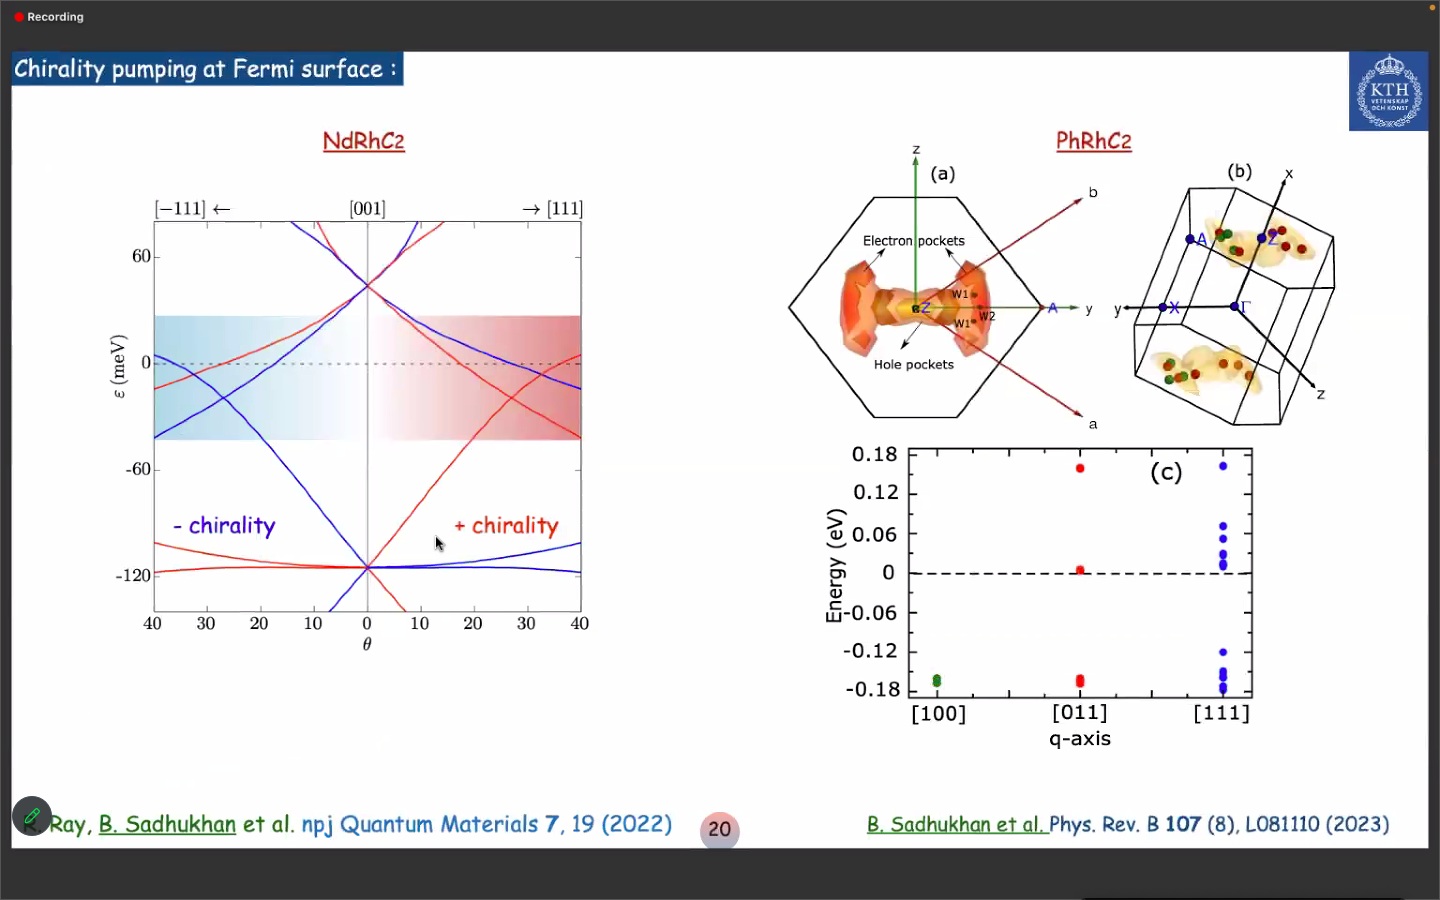 Recording
Chirality pumping at Fermi surface :
KTH
VETENSKAP
OCH KONST
NdRhC2
[-111] ← [001] → [111]
60
0
-60
-120
ε (meV)
- chirality
+ chirality
40 30 20 10 0 10 20 30 40
θ
PhRhC2
(a)
z
b
Electron pockets
W1
Z
A
y
W2
W1
Hole pockets
a
(b)
x
A
Z
y
X
Γ
z
(c)
0.18
0.12
0.06
0
-0.06
-0.12
-0.18
Energy (eV)
[100] [011] [111]
q-axis
Ray, B. Sadhukhan et al. npj Quantum Materials 7, 19 (2022)
20
B. Sadhukhan et al. Phys. Rev. B 107 (8), L081110 (2023)